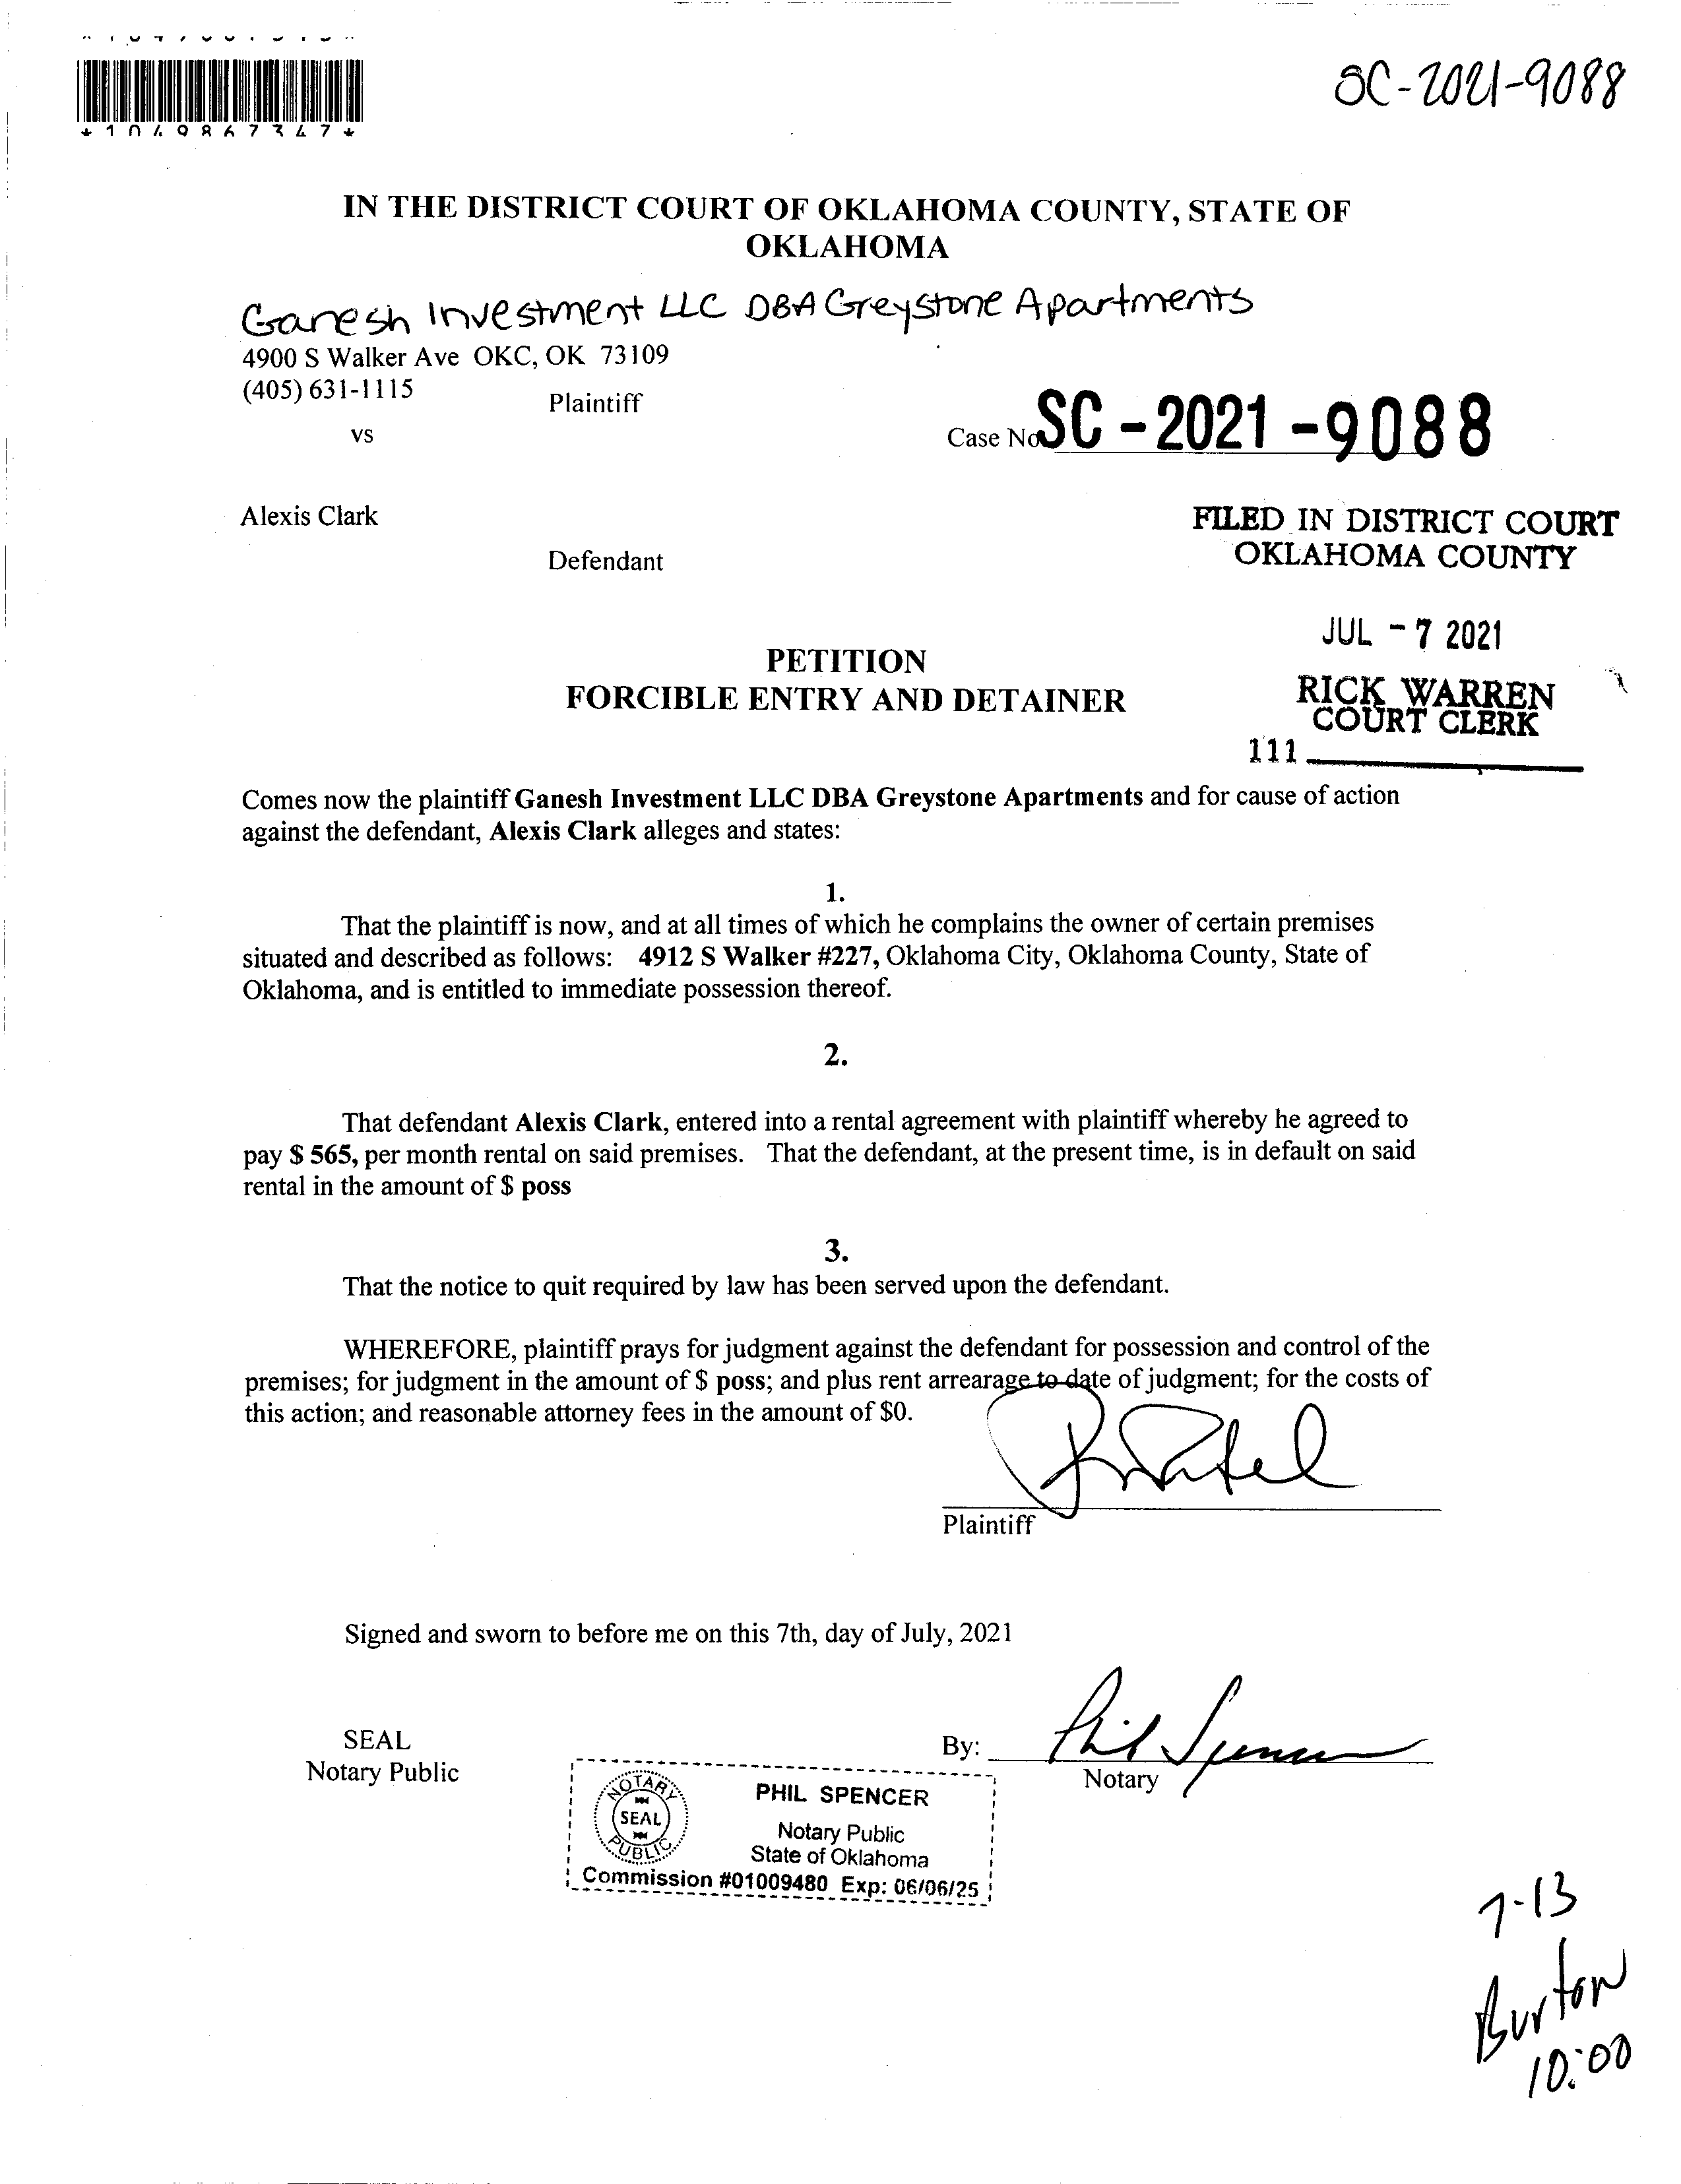 SC-2021-9088
*1049867347*
IN THE DISTRICT COURT OF OKLAHOMA COUNTY, STATE OF
OKLAHOMA
Ganesh Investment LLC DBA Greystone Apartments
4900 S Walker Ave OKC, OK 73109
(405) 631-1115
Plaintiff
vs
Case No SC-2021-9088
Alexis Clark
Defendant
FILED IN DISTRICT COURT
OKLAHOMA COUNTY
JUL - 7 2021
RICK WARREN
COURT CLERK
111
PETITION
FORCIBLE ENTRY AND DETAINER
Comes now the plaintiff Ganesh Investment LLC DBA Greystone Apartments and for cause of action
against the defendant, Alexis Clark alleges and states:
1.
That the plaintiff is now, and at all times of which he complains the owner of certain premises
situated and described as follows: 4912 S Walker #227, Oklahoma City, Oklahoma County, State of
Oklahoma, and is entitled to immediate possession thereof.
2.
That defendant Alexis Clark, entered into a rental agreement with plaintiff whereby he agreed to
pay $ 565, per month rental on said premises. That the defendant, at the present time, is in default on said
rental in the amount of $ poss
3.
That the notice to quit required by law has been served upon the defendant.
WHEREFORE, plaintiff prays for judgment against the defendant for possession and control of the
premises; for judgment in the amount of $ poss; and plus rent arrearage to date of judgment; for the costs of
this action; and reasonable attorney fees in the amount of $0.
Plaintiff
Signed and sworn to before me on this 7th, day of July, 2021
SEAL
Notary Public
By: Phil Spencer
Notary
NOTARY
SEAL
PUBLIC
PHIL SPENCER
Notary Public
State of Oklahoma
Commission #01009480 Exp: 06/06/25
7-13
Burton
10:00